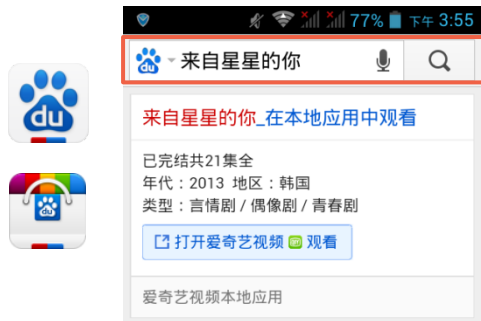 77% 下午 3:55
du
du 来自星星的你
来自星星的你_在本地应用中观看
已完结共21集全
年代：2013 地区：韩国
类型：言情剧 / 偶像剧 / 青春剧
du
打开爱奇艺视频 观看
爱奇艺视频本地应用